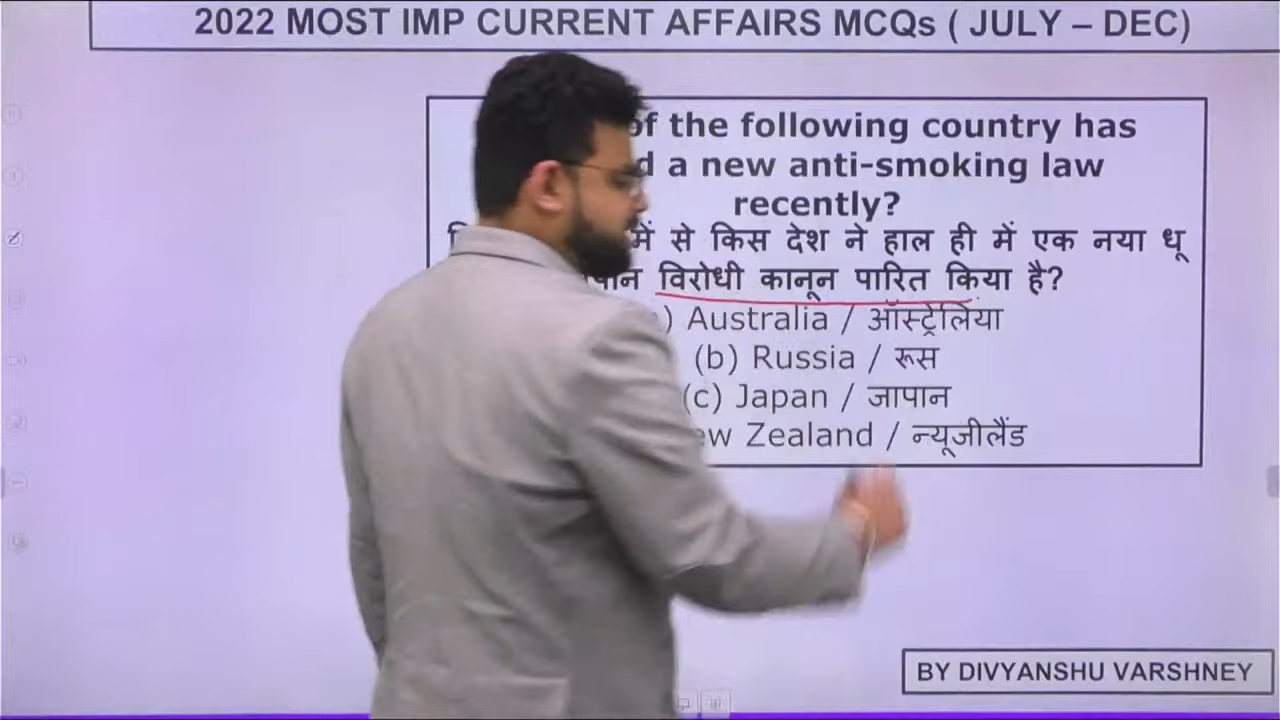 2022 MOST IMP CURRENT AFFAIRS MCQs ( JULY – DEC)
of the following country has
a new anti-smoking law
recently?
में से किस देश ने हाल ही में एक नया धू
विरोधी कानून पारित किया है?
) Australia / ऑस्ट्रेलिया
(b) Russia / रूस
(c) Japan / जापान
Zealand / न्यूजीलैंड
BY DIVYANSHU VARSHNEY